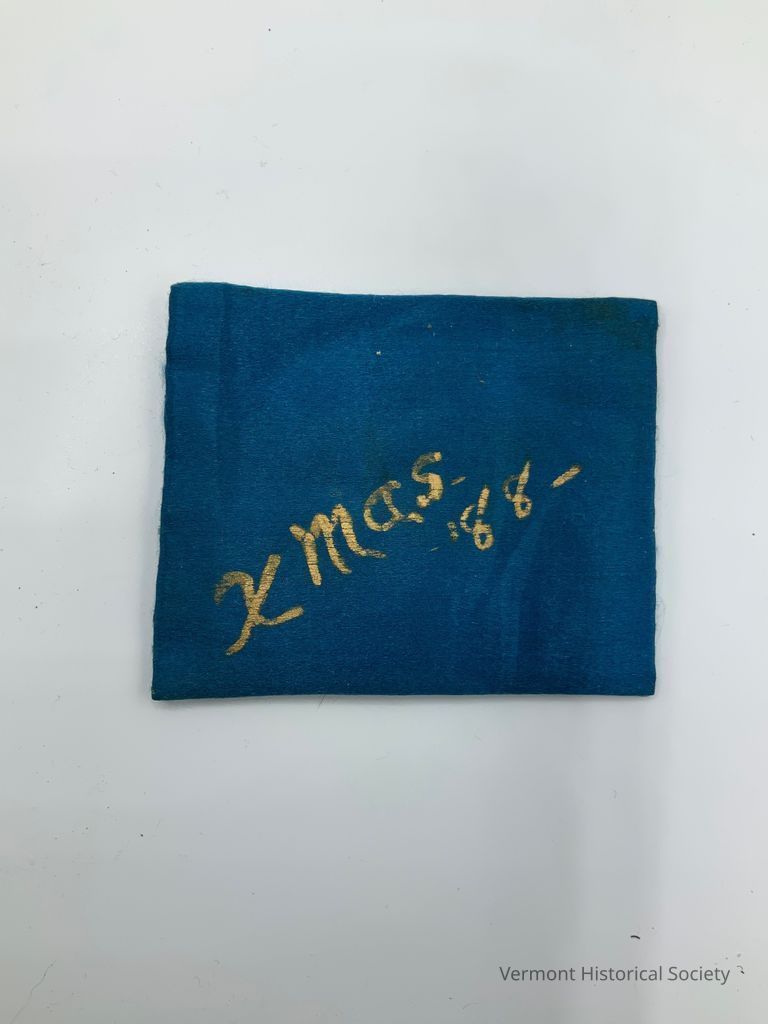 Xmas. '88-
Vermont Historical Society